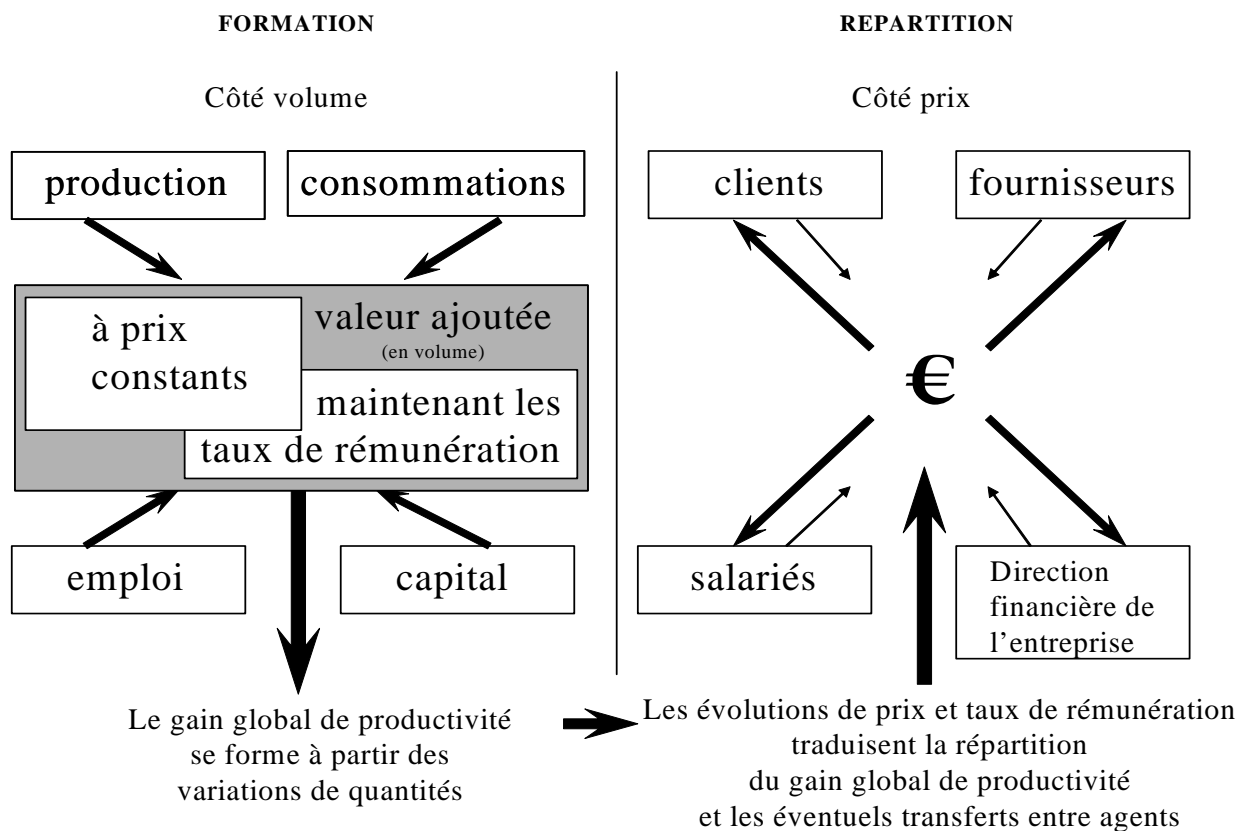 FORMATION
Côté volume
production
consommations
à prix
constants
valeur ajoutée
(en volume)
maintenant les
taux de rémunération
emploi
capital
Le gain global de productivité
se forme à partir des
variations de quantités
REPARTITION
Côté prix
clients
fournisseurs
€
salariés
Direction
financière de
l'entreprise
Les évolutions de prix et taux de rémunération
traduisent la répartition
du gain global de productivité
et les éventuels transferts entre agents